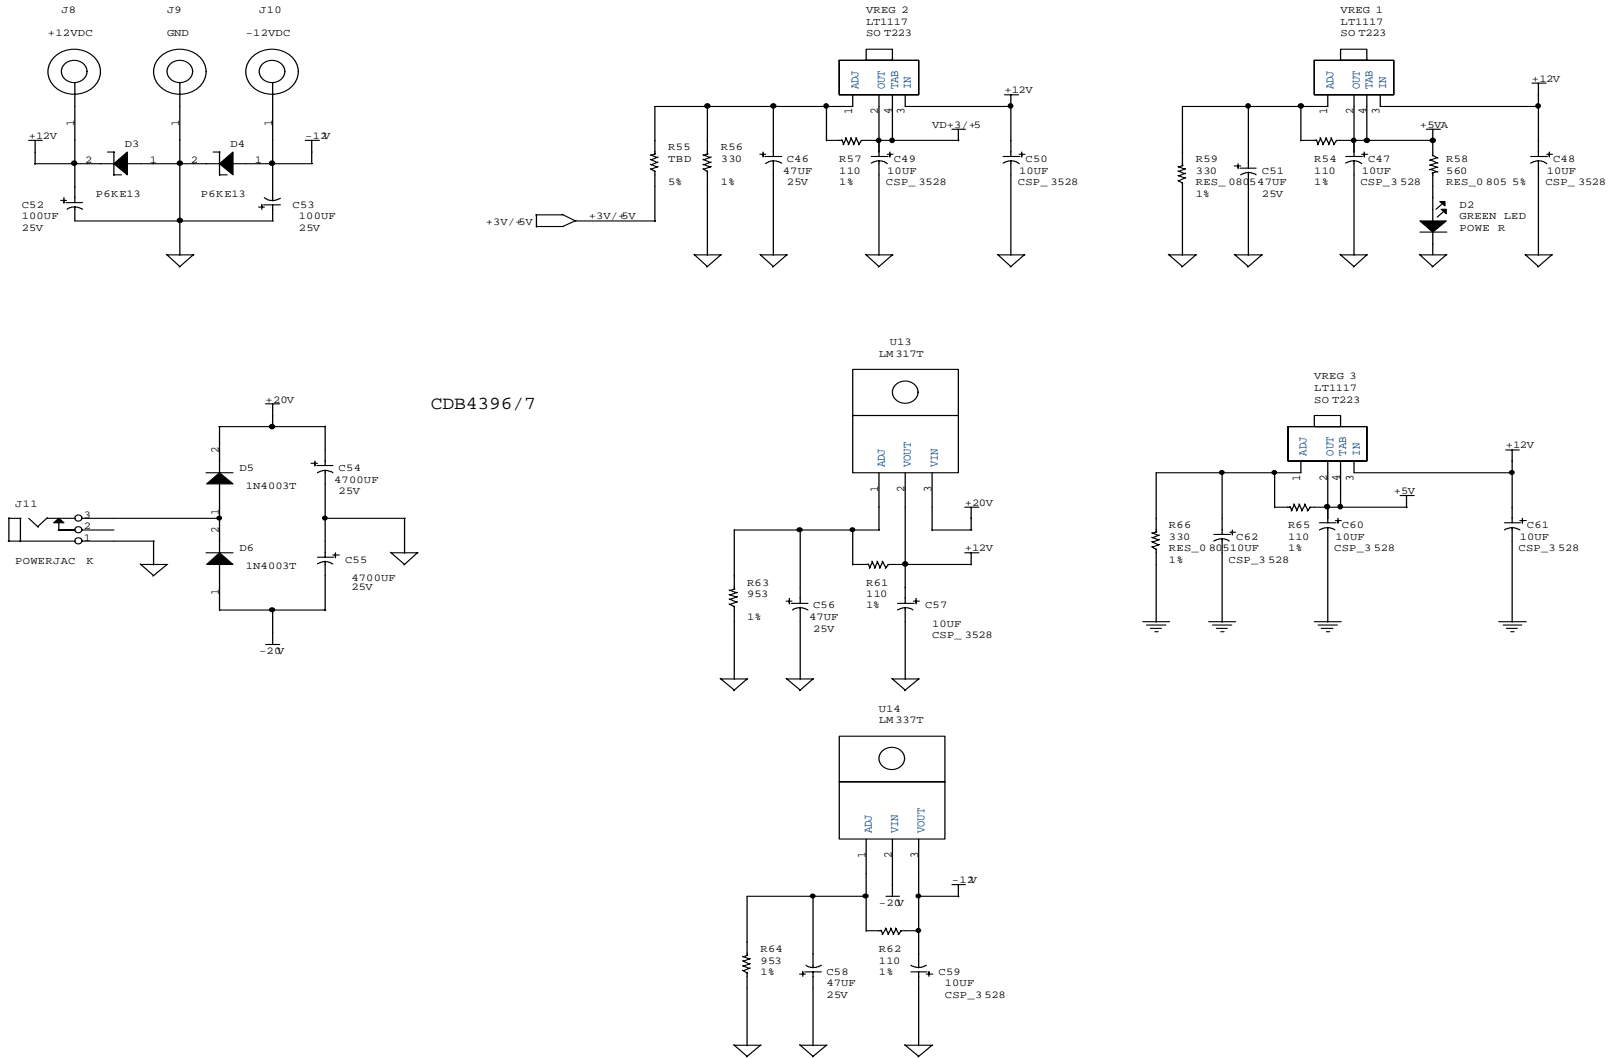 J8
+12VDC
J9
GND
J10
-12VDC
1
1
1
+12V
-12V
D3
2
1
P6KE13
D4
2
1
P6KE13
C52
100UF
25V
+
C53
100UF
25V
+
VREG 2
LT1117
SOT223
ADJ
OUT
TAB
IN
1
2
4
3
+12V
VD+3/+5
R55
TBD
5%
R56
330
1%
C46
47UF
25V
+
R57
110
1%
C49
10UF
CSP_3528
+
C50
10UF
CSP_3528
+
+3V/+5V
+3V/+5V
VREG 1
LT1117
SOT223
ADJ
OUT
TAB
IN
1
2
4
3
+12V
+5VA
R59
330
RES_0805
1%
C51
47UF
25V
+
R54
110
1%
C47
10UF
CSP_3528
+
R58
560
RES_0805 5%
C48
10UF
CSP_3528
+
D2
GREEN LED
POWER
+20V
CDB4396/7
2
D5
1N4003T
1
2
D6
1N4003T
1
C54
4700UF
25V
+
C55
4700UF
25V
+
J11
3
2
1
POWERJACK
-20V
U13
LM317T
ADJ
VOUT
VIN
1
2
3
+20V
+12V
R63
953
1%
C56
47UF
25V
+
R61
110
1%
C57
10UF
CSP_3528
+
VREG 3
LT1117
SOT223
ADJ
OUT
TAB
IN
1
2
4
3
+12V
+5V
R66
330
RES_0805
1%
C62
10UF
CSP_3528
+
R65
110
1%
C60
10UF
CSP_3528
+
C61
10UF
CSP_3528
+
U14
LM337T
ADJ
VIN
VOUT
1
2
3
-12V
-20V
R64
953
1%
C58
47UF
25V
+
R62
110
1%
C59
10UF
CSP_3528
+